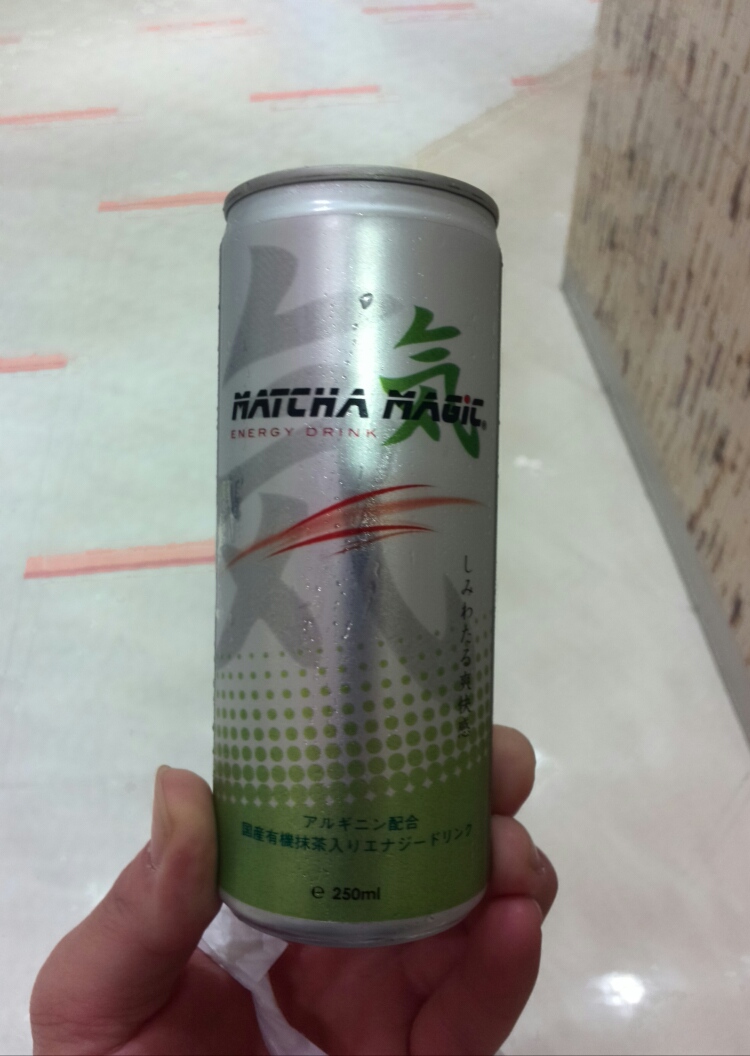 気
気
MATCHA MAGiC®
ENERGY DRINK
しみわたる爽快感
アルギニン配合
国産有機抹茶入りエナジードリンク
℮ 250ml